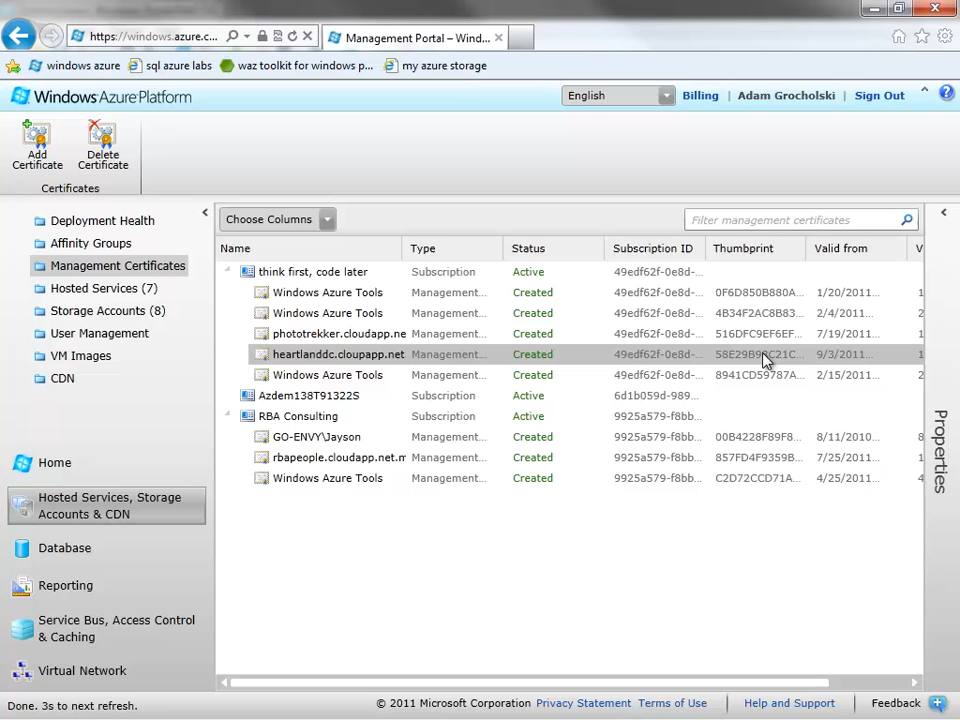 https://windows.azure.c...
Management Portal – Wind...
windows azure
sql azure labs
waz toolkit for windows p...
my azure storage
Windows Azure Platform
English
Billing
Adam Grocholski
Sign Out
Add Certificate
Delete Certificate
Certificates
Deployment Health
Affinity Groups
Management Certificates
Hosted Services (7)
Storage Accounts (8)
User Management
VM Images
CDN
Home
Hosted Services, Storage
Accounts & CDN
Database
Reporting
Service Bus, Access Control
& Caching
Virtual Network
Choose Columns
Filter management certificates
Name Type Status Subscription ID Thumbprint Valid from V
think first, code later Subscription Active 49edf62f-0e8d-...
Windows Azure Tools Management... Created 49edf62f-0e8d-... 0F6D850B880A... 1/20/2011... 1
Windows Azure Tools Management... Created 49edf62f-0e8d-... 4B34F2AC8B83... 2/4/2011... 2
phototrekker.cloudapp.ne Management... Created 49edf62f-0e8d-... 516DFC9EF6EF... 7/19/2011... 1
heartlanddc.cloupapp.net Management... Created 49edf62f-0e8d-... 9/3/2011... 1
Windows Azure Tools Management... Created 49edf62f-0e8d-... 8941CD59787A... 2/15/2011... 2
Azdem138T91322S Subscription Active 6d1b059d-989...
RBA Consulting Subscription Active 9925a579-f8bb...
GO-ENVY\Jayson Management... Created 9925a579-f8bb... 00B4228F89F8... 8/11/2010... 8
rbapeople.cloudapp.net.m Management... Created 9925a579-f8bb... 857FD4F9359B... 7/25/2011... 1
Windows Azure Tools Management... Created 9925a579-f8bb... C2D72CCD71A... 4/25/2011... 4
Properties
Done. 3s to next refresh.
© 2011 Microsoft Corporation Privacy Statement Terms of Use Help and Support Feedback